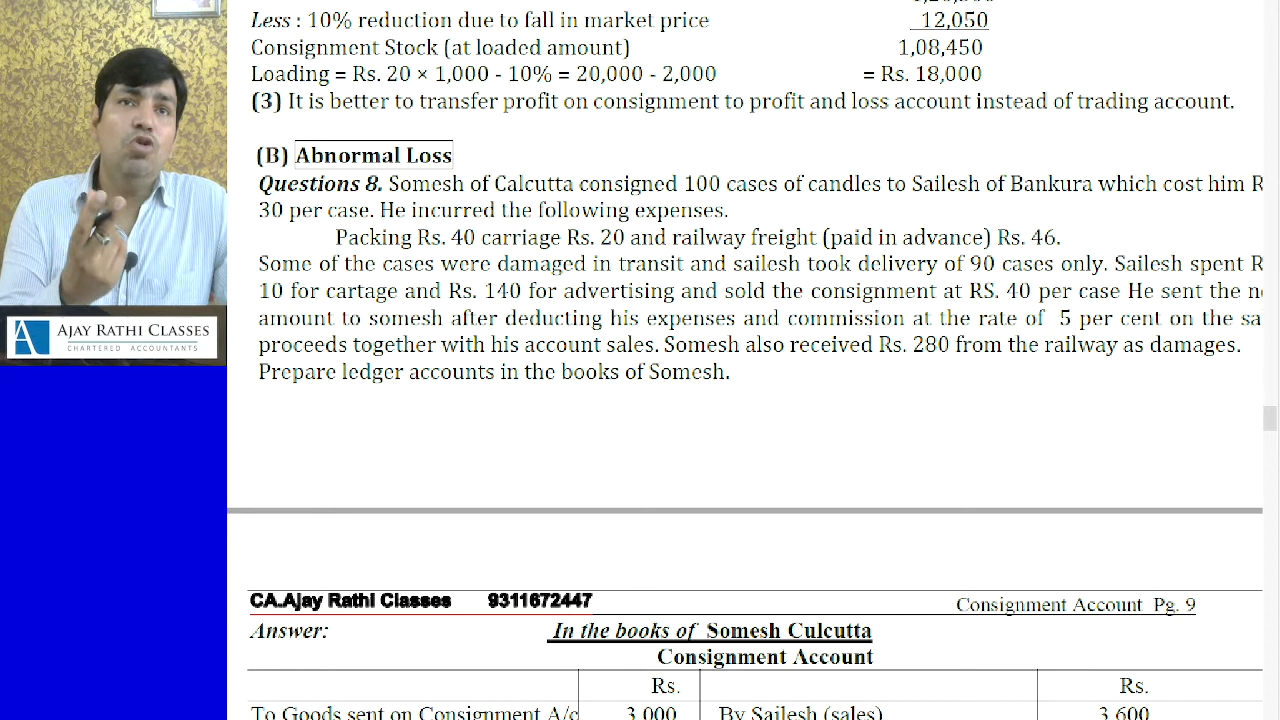 Less : 10% reduction due to fall in market price 12,050
Consignment Stock (at loaded amount) 1,08,450
Loading = Rs. 20 × 1,000 - 10% = 20,000 - 2,000 = Rs. 18,000
(3) It is better to transfer profit on consignment to profit and loss account instead of trading account.
(B) Abnormal Loss
Questions 8. Somesh of Calcutta consigned 100 cases of candles to Sailesh of Bankura which cost him R
30 per case. He incurred the following expenses.
Packing Rs. 40 carriage Rs. 20 and railway freight (paid in advance) Rs. 46.
Some of the cases were damaged in transit and sailesh took delivery of 90 cases only. Sailesh spent R
10 for cartage and Rs. 140 for advertising and sold the consignment at RS. 40 per case He sent the n
amount to somesh after deducting his expenses and commission at the rate of 5 per cent on the sa
proceeds together with his account sales. Somesh also received Rs. 280 from the railway as damages.
Prepare ledger accounts in the books of Somesh.
AJAY RATHI CLASSES
CHARTERED ACCOUNTANTS
CA.Ajay Rathi Classes 9311672447
Consignment Account Pg. 9
Answer: In the books of Somesh Culcutta
Consignment Account
Rs. Rs.
To Goods sent on Consignment A/c 3,000 By Sailesh (sales) 3,600